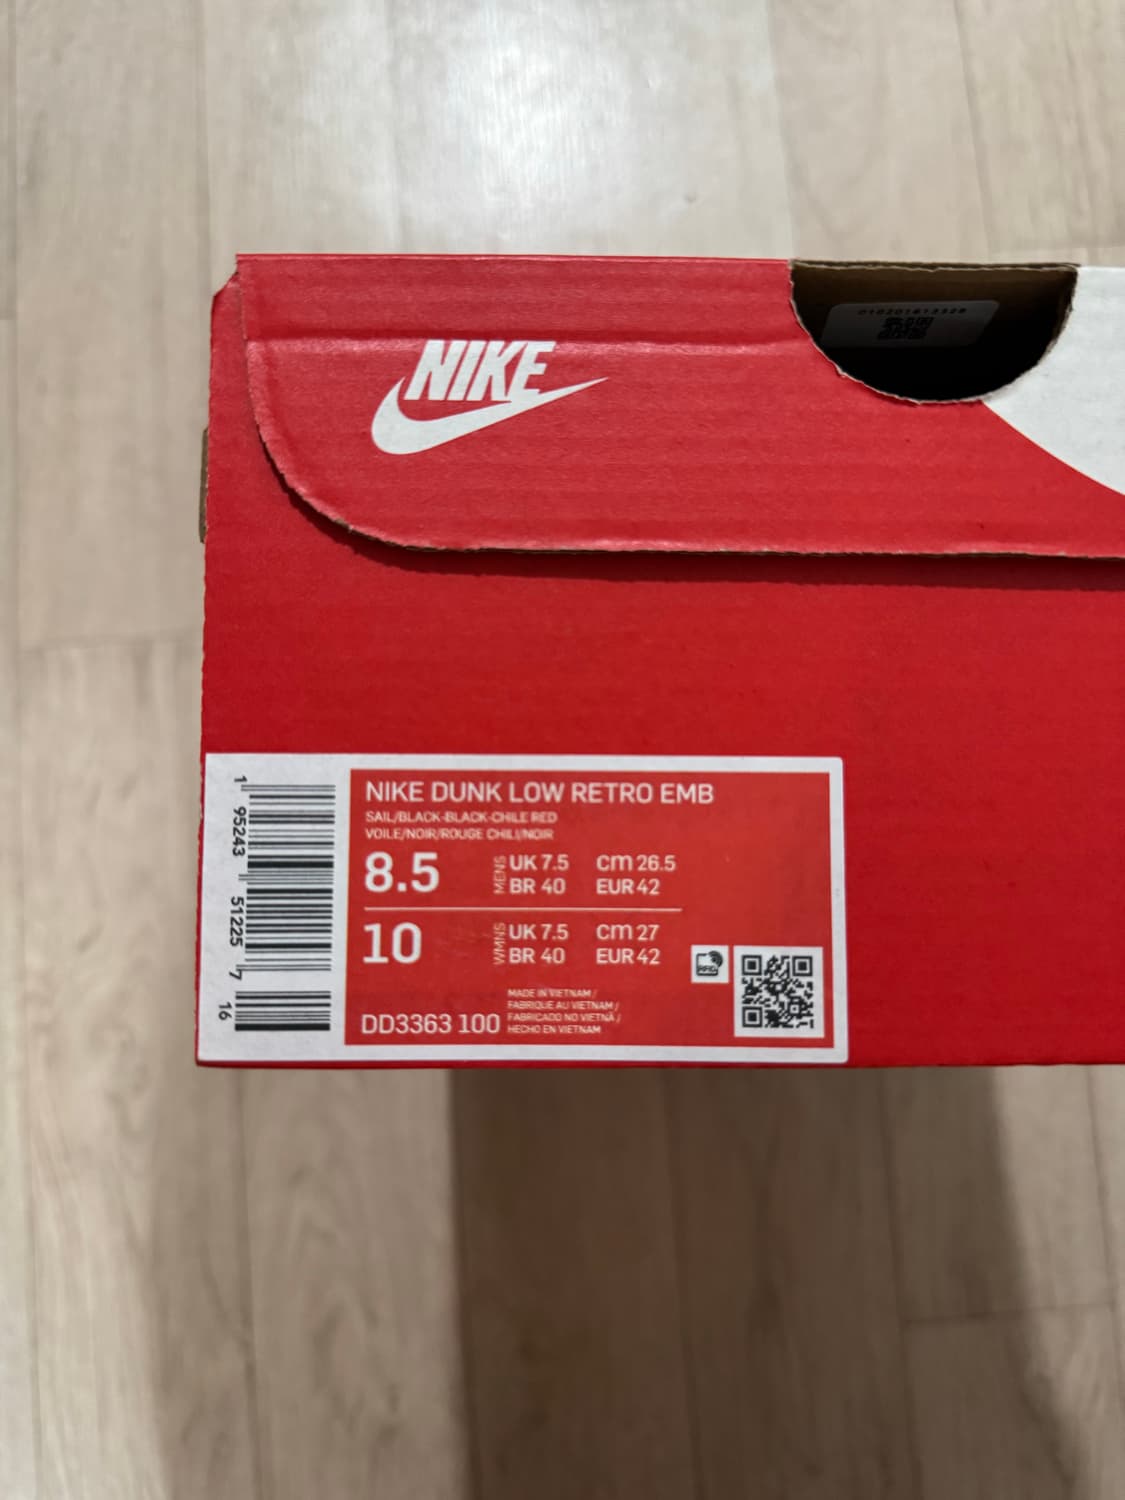 010201613328
NIKE
NIKE DUNK LOW RETRO EMB
SAIL/BLACK-BLACK-CHILE RED
VOILE/NOIR/ROUGE CHILI/NOIR
8.5 MENS UK 7.5 cm 26.5
BR 40 EUR 42
10 WMNS UK 7.5 cm 27
BR 40 EUR 42
RFID
DD3363 100
MADE IN VIETNAM /
FABRIQUE AU VIETNAM /
FABRICADO NO VIETNÃ /
HECHO EN VIETNAM
1 95243 51225 7 16